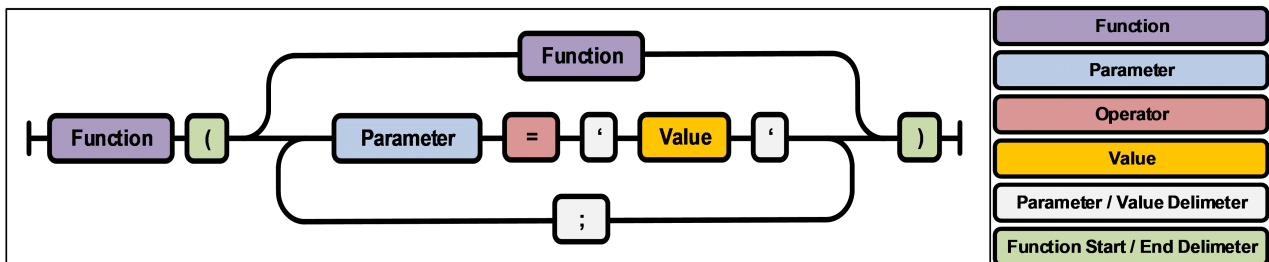 Function
Function ( Parameter = ‘ Value ‘ )
;
Function
Parameter
Operator
Value
Parameter / Value Delimeter
Function Start / End Delimeter